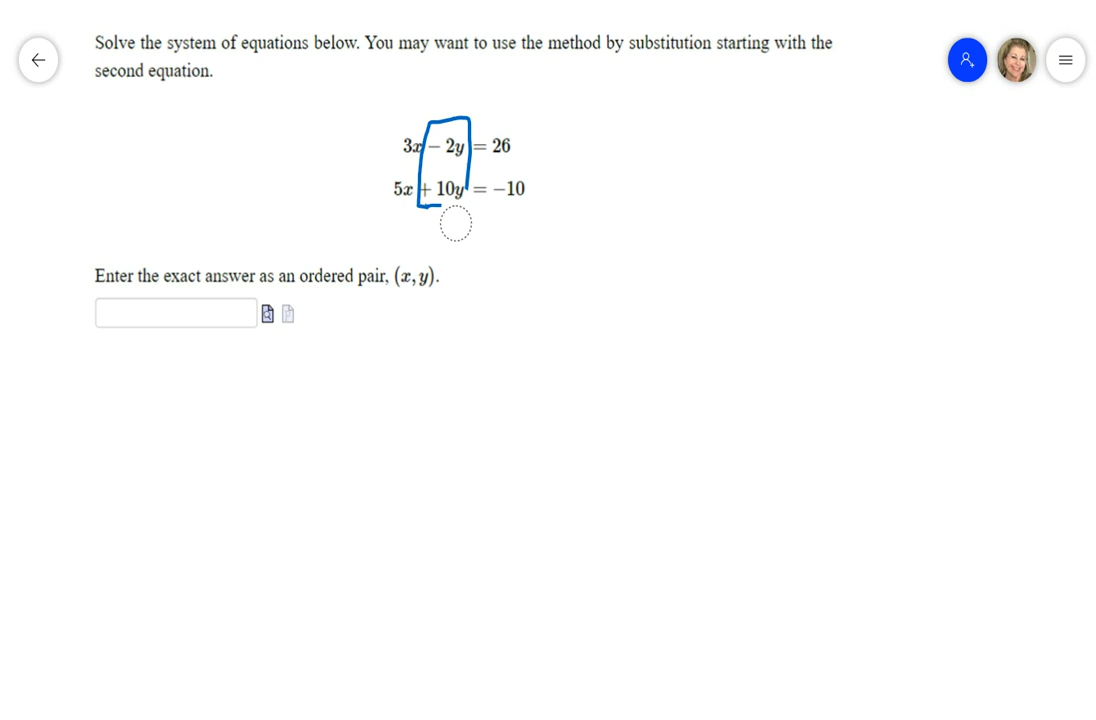 Solve the system of equations below. You may want to use the method by substitution starting with the
second equation.
3x − 2y = 26
5x + 10y = −10
Enter the exact answer as an ordered pair, (x, y).